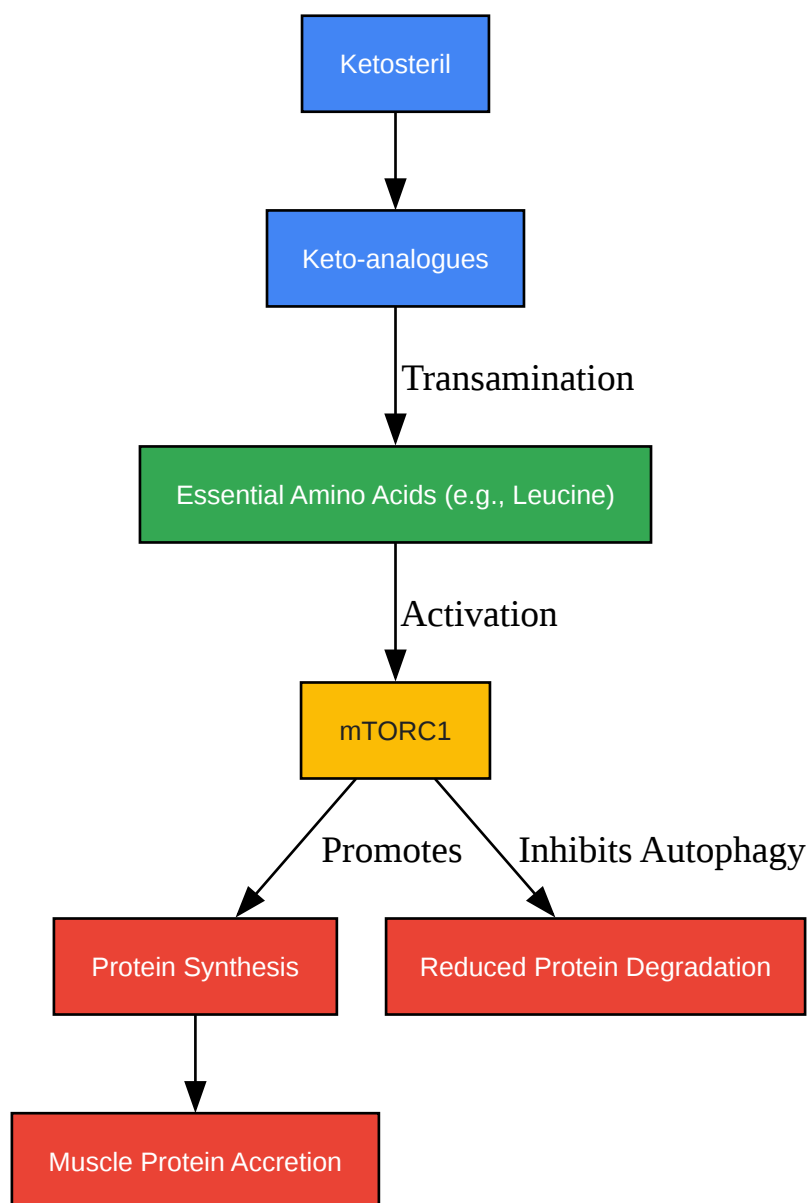 Ketosteril
Keto-analogues
Transamination
Essential Amino Acids (e.g., Leucine)
Activation
mTORC1
Promotes
Inhibits Autophagy
Protein Synthesis
Reduced Protein Degradation
Muscle Protein Accretion